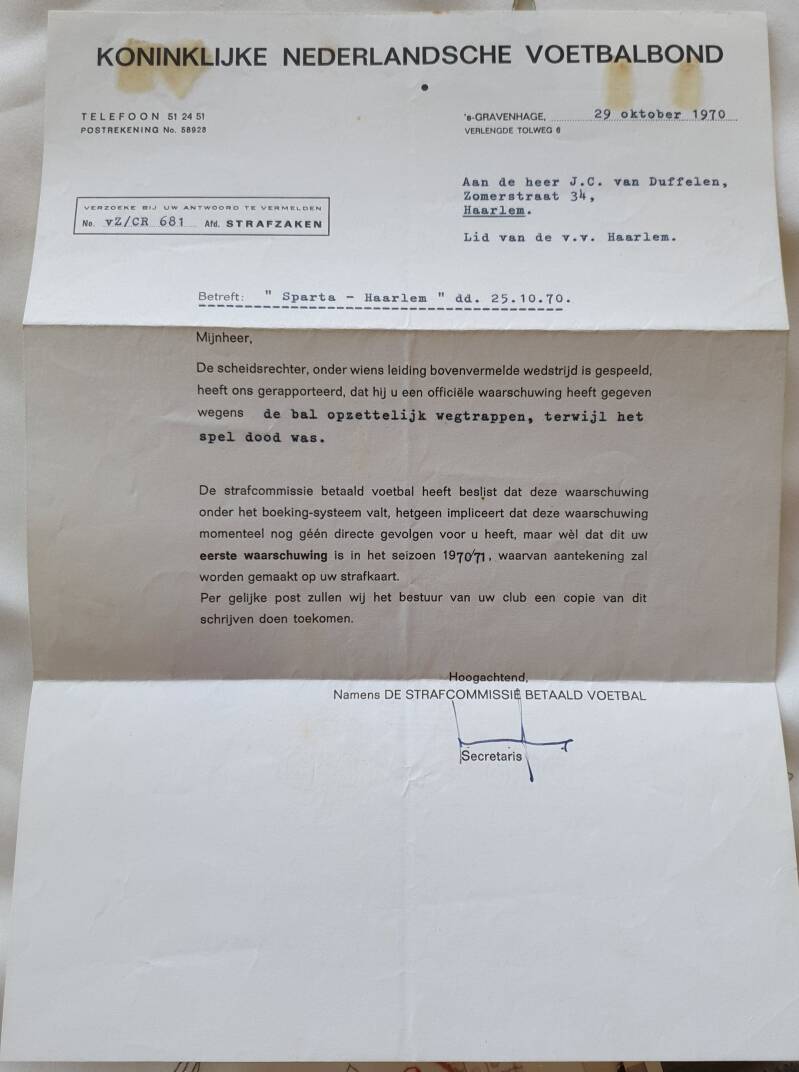 KONINKLIJKE NEDERLANDSCHE VOETBALBOND
TELEFOON 51 24 51
POSTREKENING No. 58928
's-GRAVENHAGE, 29 oktober 1970
VERLENGDE TOLWEG 6
Aan de heer J.C. van Duffelen,
Zomerstraat 34,
Haarlem.
Lid van de v.v. Haarlem.
VERZOEKE BIJ UW ANTWOORD TE VERMELDEN
No. vZ/CR 681 Afd. STRAFZAKEN
Betreft: " Sparta - Haarlem " dd. 25.10.70.
Mijnheer,
De scheidsrechter, onder wiens leiding bovenvermelde wedstrijd is gespeeld,
heeft ons gerapporteerd, dat hij u een officiële waarschuwing heeft gegeven
wegens de bal opzettelijk wegtrappen, terwijl het
spel dood was.
De strafcommissie betaald voetbal heeft beslist dat deze waarschuwing
onder het boeking-systeem valt, hetgeen impliceert dat deze waarschuwing
momenteel nog géén directe gevolgen voor u heeft, maar wèl dat dit uw
eerste waarschuwing is in het seizoen 1970/71, waarvan aantekening zal
worden gemaakt op uw strafkaart.
Per gelijke post zullen wij het bestuur van uw club een copie van dit
schrijven doen toekomen.
Hoogachtend,
Namens DE STRAFCOMMISSIE BETAALD VOETBAL
Secretaris